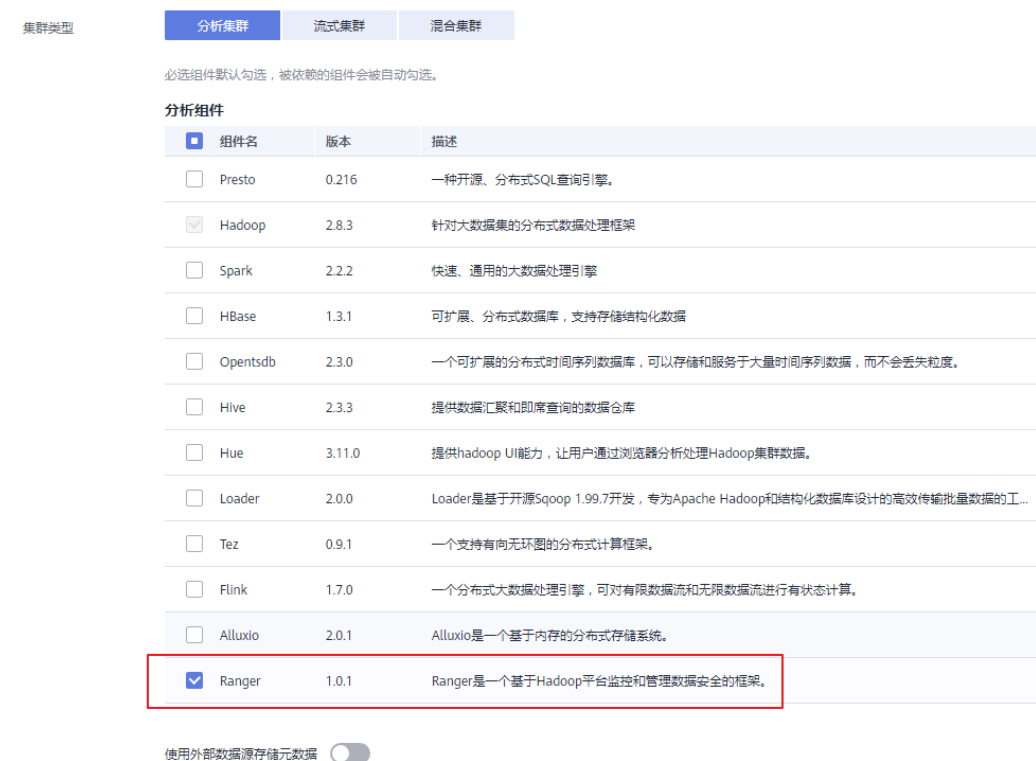 集群类型
分析集群 流式集群 混合集群
必选组件默认勾选，被依赖的组件会被自动勾选。
分析组件
组件名 版本 描述
Presto 0.216 一种开源、分布式SQL查询引擎。
Hadoop 2.8.3 针对大数据集的分布式数据处理框架
Spark 2.2.2 快速、通用的大数据处理引擎
HBase 1.3.1 可扩展、分布式数据库，支持存储结构化数据
Opentsdb 2.3.0 一个可扩展的分布式时间序列数据库，可以存储和服务于大量时间序列数据，而不会丢失粒度。
Hive 2.3.3 提供数据汇聚和即席查询的数据仓库
Hue 3.11.0 提供hadoop UI能力，让用户通过浏览器分析处理Hadoop集群数据。
Loader 2.0.0 Loader是基于开源Sqoop 1.99.7开发，专为Apache Hadoop和结构化数据库设计的高效传输批量数据的工...
Tez 0.9.1 一个支持有向无环图的分布式计算框架。
Flink 1.7.0 一个分布式大数据处理引擎，可对有限数据流和无限数据流进行有状态计算。
Alluxio 2.0.1 Alluxio是一个基于内存的分布式存储系统。
Ranger 1.0.1 Ranger是一个基于Hadoop平台监控和管理数据安全的框架。
使用外部数据源存储元数据